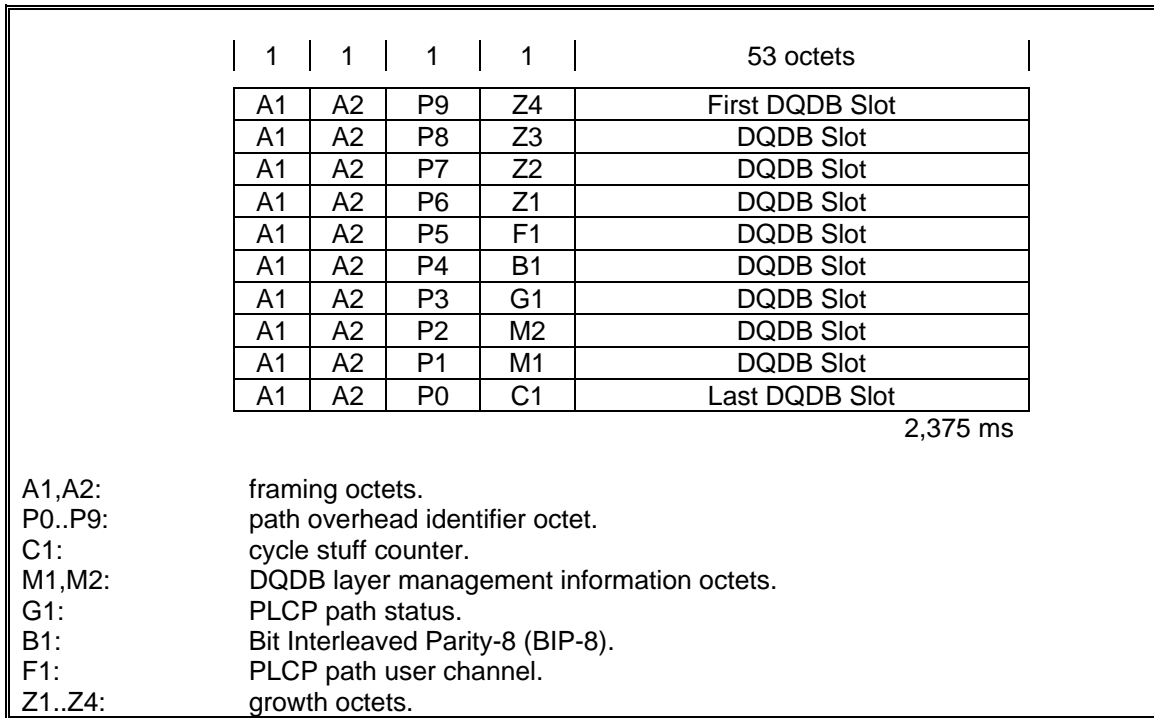 1 1 1 1 53 octets
A1 A2 P9 Z4 First DQDB Slot
A1 A2 P8 Z3 DQDB Slot
A1 A2 P7 Z2 DQDB Slot
A1 A2 P6 Z1 DQDB Slot
A1 A2 P5 F1 DQDB Slot
A1 A2 P4 B1 DQDB Slot
A1 A2 P3 G1 DQDB Slot
A1 A2 P2 M2 DQDB Slot
A1 A2 P1 M1 DQDB Slot
A1 A2 P0 C1 Last DQDB Slot
2,375 ms
A1,A2: framing octets.
P0..P9: path overhead identifier octet.
C1: cycle stuff counter.
M1,M2: DQDB layer management information octets.
G1: PLCP path status.
B1: Bit Interleaved Parity-8 (BIP-8).
F1: PLCP path user channel.
Z1..Z4: growth octets.